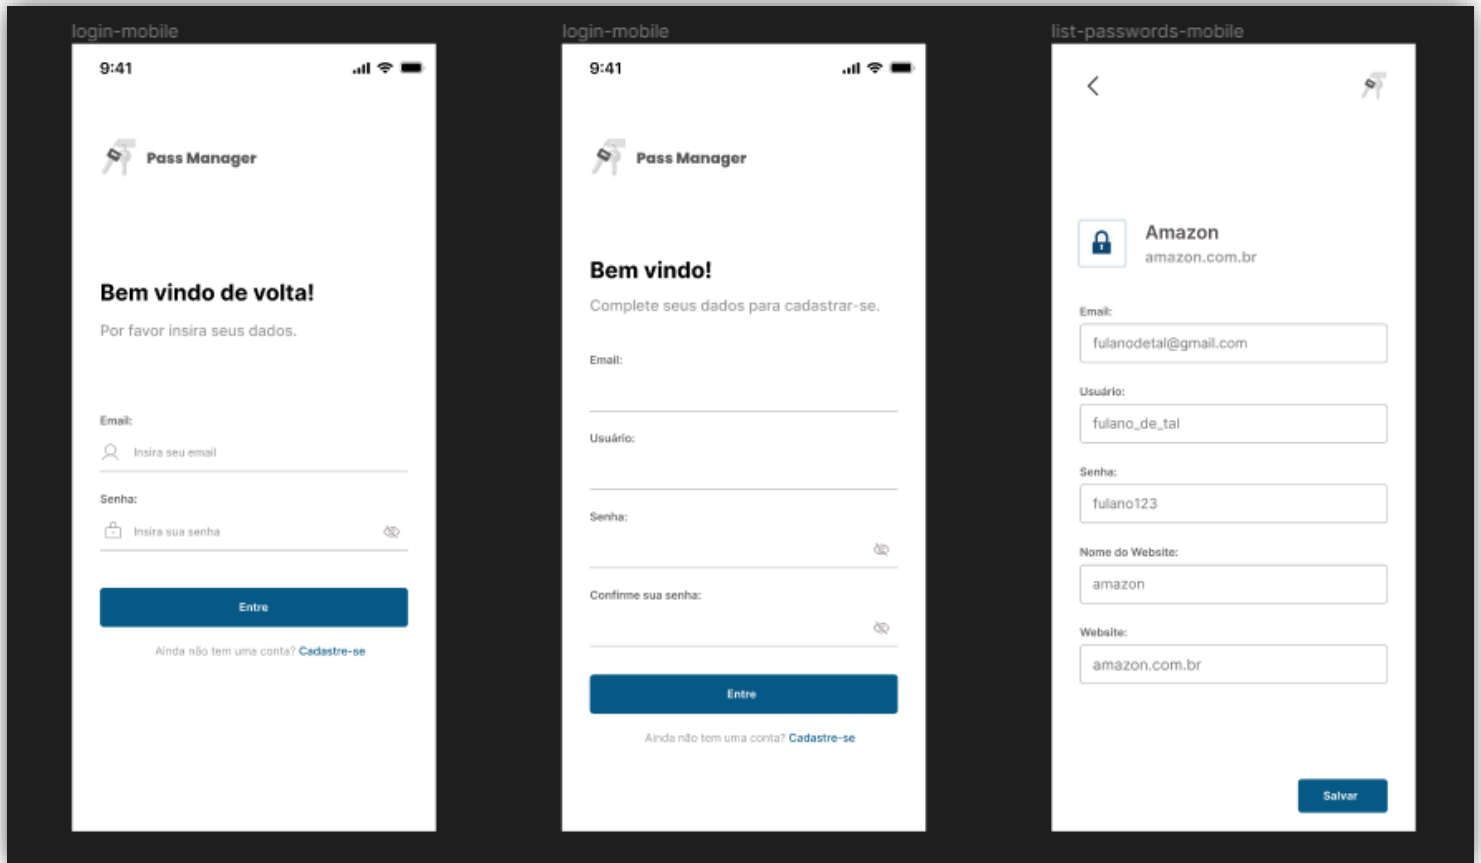 login-mobile
9:41
Pass Manager
Bem vindo de volta!
Por favor insira seus dados.
Email:
Insira seu email
Senha:
Insira sua senha
Entre
Ainda não tem uma conta? Cadastre-se
login-mobile
9:41
Pass Manager
Bem vindo!
Complete seus dados para cadastrar-se.
Email:
Usuário:
Senha:
Confirme sua senha:
Entre
Ainda não tem uma conta? Cadastre-se
list-passwords-mobile
Amazon
amazon.com.br
Email:
fulanodetal@gmail.com
Usuário:
fulano_de_tal
Senha:
fulano123
Nome do Website:
amazon
Website:
amazon.com.br
Salvar